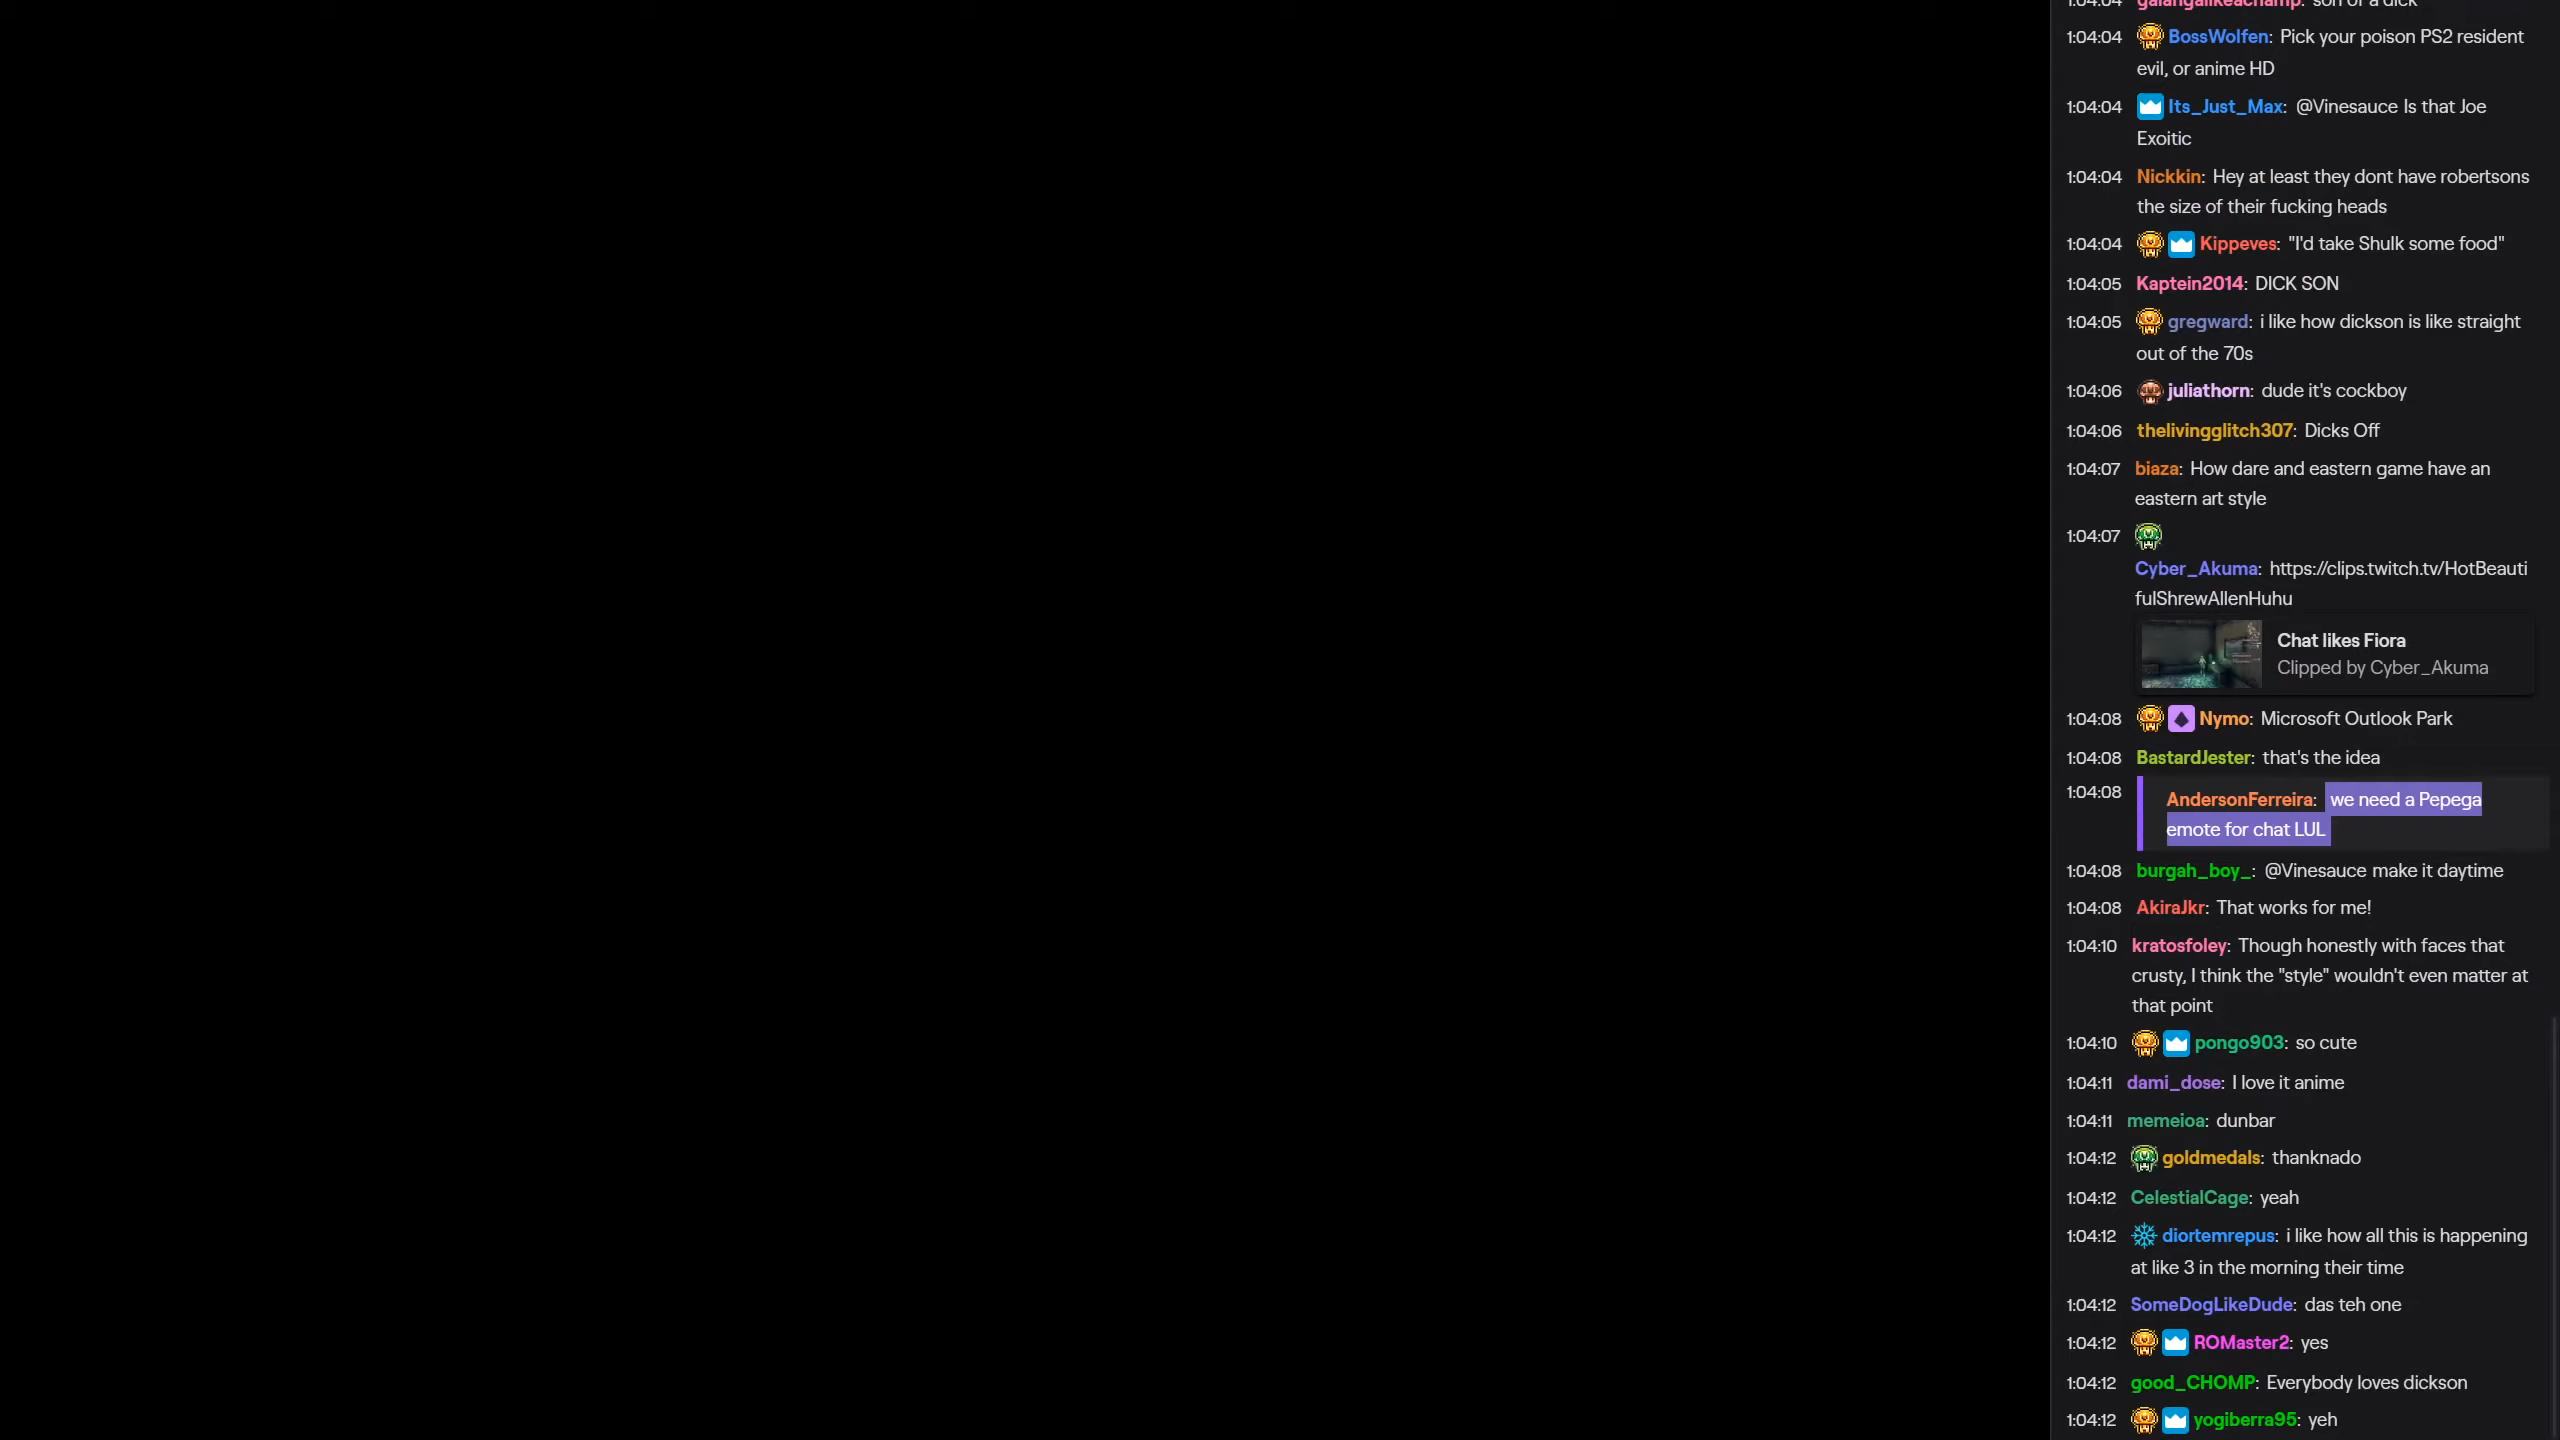 1:04:04 galangalikeachamp: son of a dick
1:04:04 BossWolfen: Pick your poison PS2 resident
evil, or anime HD
1:04:04 Its_Just_Max: @Vinesauce Is that Joe
Exoitic
1:04:04 Nickkin: Hey at least they dont have robertsons
the size of their fucking heads
1:04:04 Kippeves: "I'd take Shulk some food"
1:04:05 Kaptein2014: DICK SON
1:04:05 gregward: i like how dickson is like straight
out of the 70s
1:04:06 juliathorn: dude it's cockboy
1:04:06 thelivingglitch307: Dicks Off
1:04:07 biaza: How dare and eastern game have an
eastern art style
1:04:07
Cyber_Akuma: https://clips.twitch.tv/HotBeauti
fulShrewAllenHuhu
Chat likes Fiora
Clipped by Cyber_Akuma
1:04:08 Nymo: Microsoft Outlook Park
1:04:08 BastardJester: that's the idea
1:04:08 AndersonFerreira: we need a Pepega
emote for chat LUL
1:04:08 burgah_boy_: @Vinesauce make it daytime
1:04:08 AkiraJkr: That works for me!
1:04:10 kratosfoley: Though honestly with faces that
crusty, I think the "style" wouldn't even matter at
that point
1:04:10 pongo903: so cute
1:04:11 dami_dose: I love it anime
1:04:11 memeioa: dunbar
1:04:12 goldmedals: thanknado
1:04:12 CelestialCage: yeah
1:04:12 diortemrepus: i like how all this is happening
at like 3 in the morning their time
1:04:12 SomeDogLikeDude: das teh one
1:04:12 ROMaster2: yes
1:04:12 good_CHOMP: Everybody loves dickson
1:04:12 yogiberra95: yeh